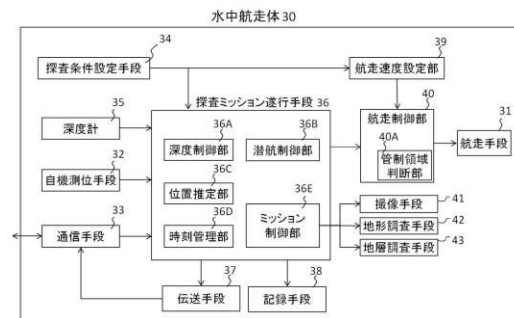 水中航走体30
34
探査条件設定手段
39
航走速度設定部
35
深度計
探査ミッション遂行手段 36
36A
深度制御部
36B
潜航制御部
40
航走制御部
40A
管制領域
判断部
31
航走手段
32
自機測位手段
36C
位置推定部
33
通信手段
36D
時刻管理部
36E
ミッション
制御部
41
撮像手段
42
地形調査手段
43
地層調査手段
37
伝送手段
38
記録手段